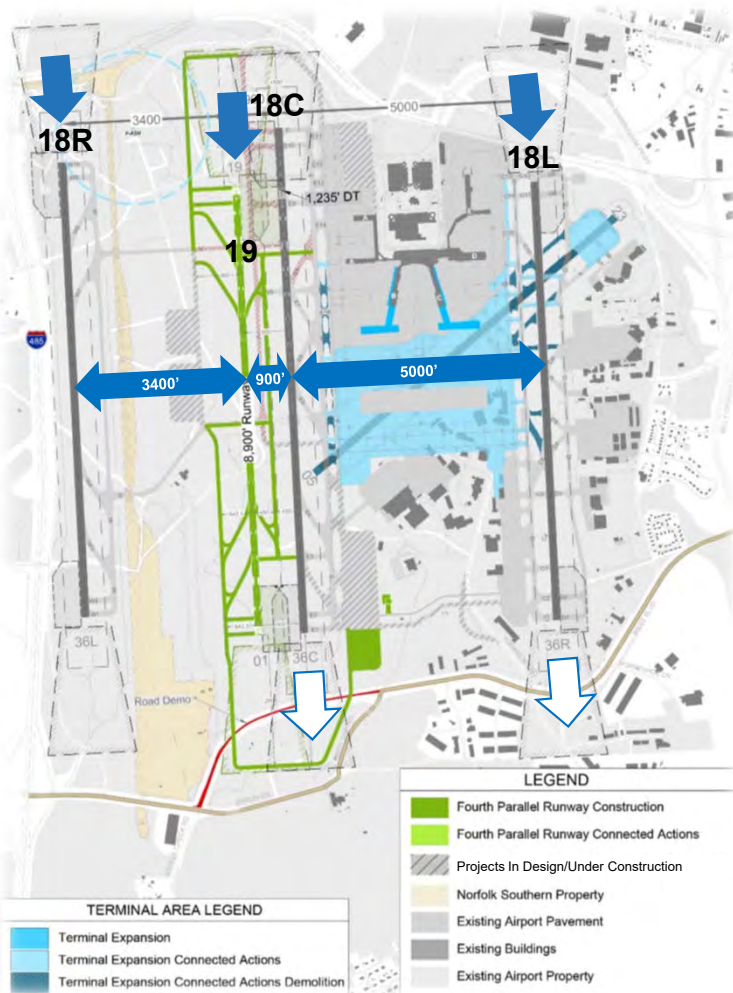 18C
3400
5000
18R
18L
19
1,235' DT
23
19
485
3400'
900'
5000'
8,900' Runway
05
36L
01
36C
36R
Road Demo
LEGEND
Fourth Parallel Runway Construction
Fourth Parallel Runway Connected Actions
Projects In Design/Under Construction
Norfolk Southern Property
Existing Airport Pavement
Existing Buildings
Existing Airport Property
TERMINAL AREA LEGEND
Terminal Expansion
Terminal Expansion Connected Actions
Terminal Expansion Connected Actions Demolition